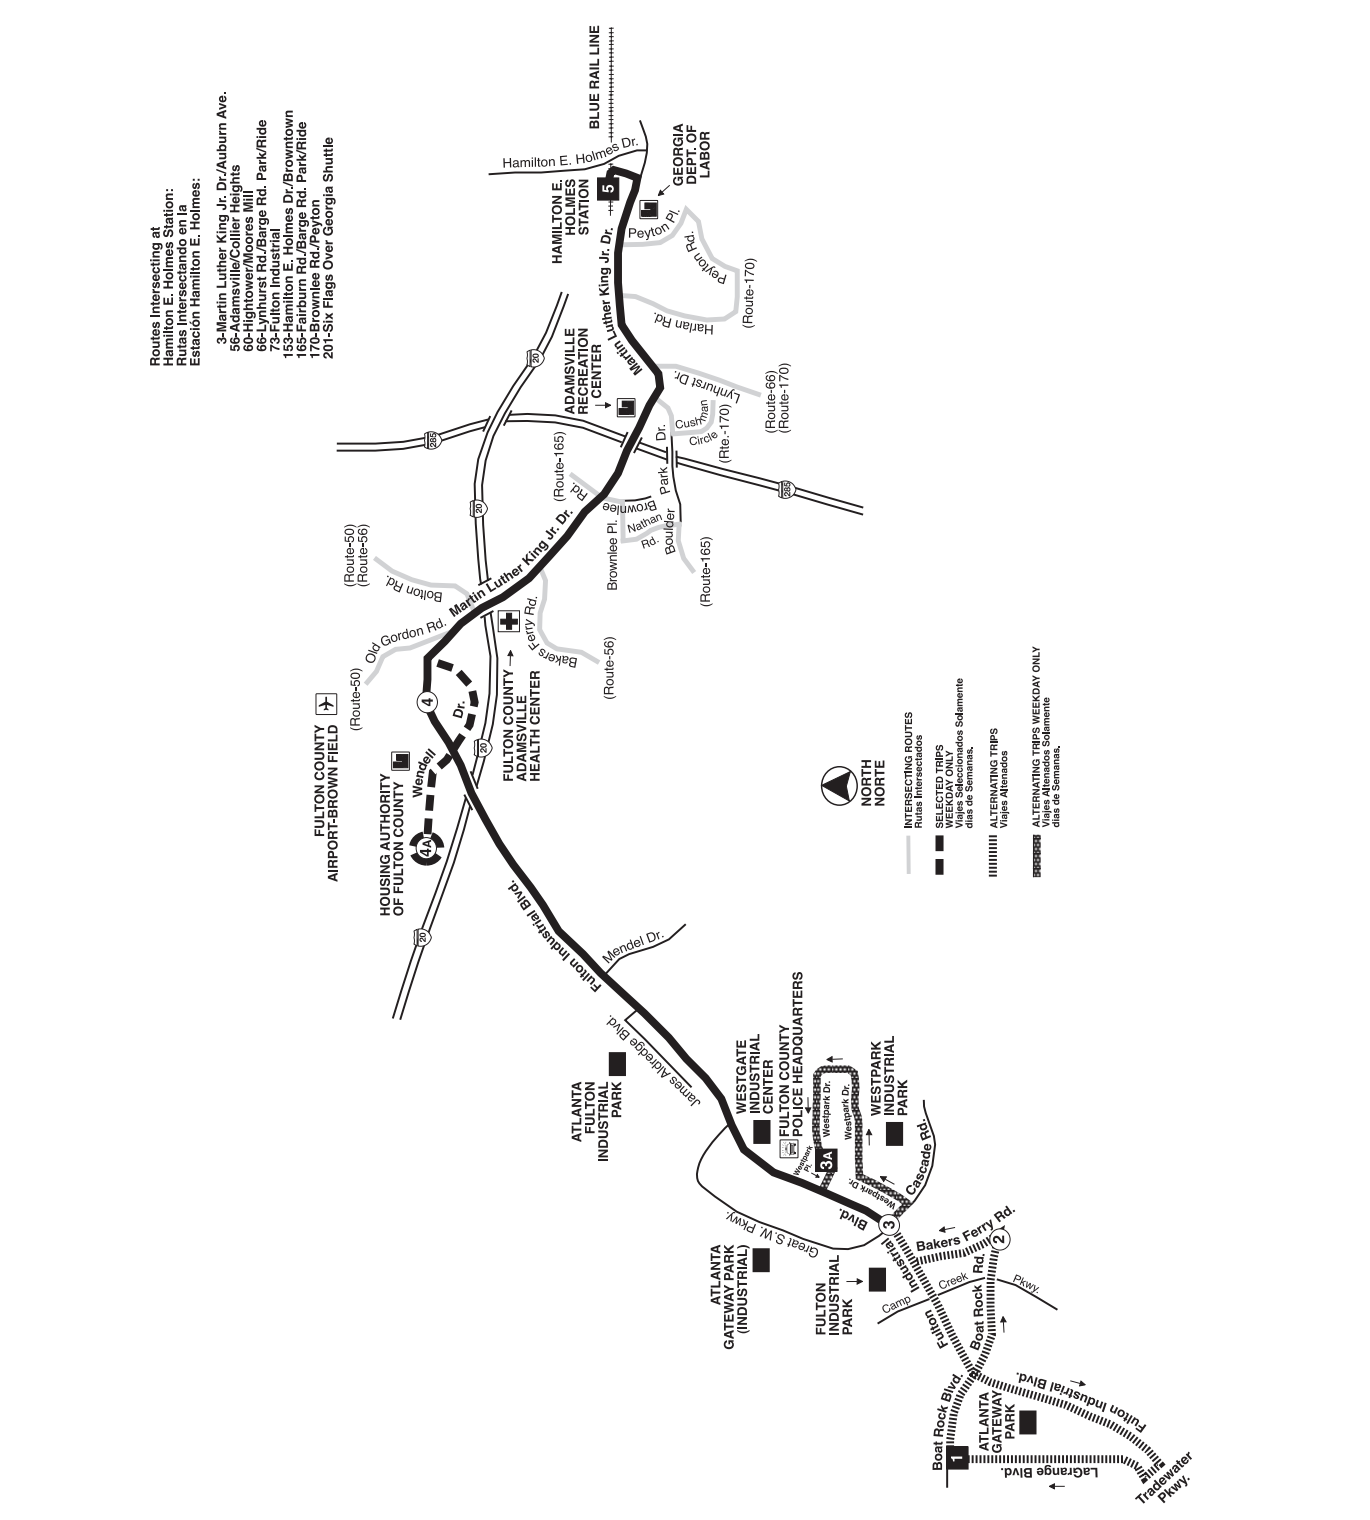 Routes Intersecting at
Hamilton E. Holmes Station:
Rutas Intersectando en la
Estación Hamilton E. Holmes:
3-Martin Luther King Jr. Dr./Auburn Ave.
56-Adamsville/Collier Heights
60-Hightower/Moores Mill
66-Lynhurst Rd./Barge Rd. Park/Ride
73-Fulton Industrial
153-Hamilton E. Holmes Dr./Browntown
165-Fairburn Rd./Barge Rd. Park/Ride
170-Brownlee Rd./Peyton
201-Six Flags Over Georgia Shuttle
BLUE RAIL LINE
Hamilton E. Holmes Dr.
HAMILTON E.
HOLMES
STATION
5
GEORGIA
DEPT. OF
LABOR
Peyton Pl.
Peyton Rd.
Harlan Rd.
(Route-170)
Martin Luther King Jr. Dr.
ADAMSVILLE
RECREATION
CENTER
Lynhurst Dr.
(Route-66)
(Route-170)
Cushman
Circle
(Rte.-170)
20
285
20
285
(Route-165)
Brownlee Rd.
Boulder Park Dr.
Brownlee Pl.
Nathan
Rd.
(Route-165)
Martin Luther King Jr. Dr.
(Route-50)
(Route-56)
Bolton Rd.
Old Gordon Rd.
(Route-50)
Bakers Ferry Rd.
(Route-56)
FULTON COUNTY
ADAMSVILLE
HEALTH CENTER
FULTON COUNTY
AIRPORT-BROWN FIELD
4
Wendell Dr.
20
HOUSING AUTHORITY
OF FULTON COUNTY
4A
20
Fulton Industrial Blvd.
Mendel Dr.
James Aldredge Blvd.
ATLANTA
FULTON
INDUSTRIAL
PARK
WESTGATE
INDUSTRIAL
CENTER
FULTON COUNTY
POLICE HEADQUARTERS
Westpark Dr.
Westpark Dr.
WESTPARK
INDUSTRIAL
PARK
Westpark
Pl.
3A
Westpark Dr.
Cascade Rd.
Great S.W. Pkwy.
ATLANTA
GATEWAY PARK
(INDUSTRIAL)
3
Fulton Industrial Blvd.
FULTON
INDUSTRIAL
PARK
Bakers Ferry Rd.
2
Camp Creek Pkwy.
Boat Rock Rd.
Boat Rock Blvd.
ATLANTA
GATEWAY
PARK
Fulton Industrial Blvd.
1
LaGrange Blvd.
Tradewater
Pkwy.
NORTH
NORTE
INTERSECTING ROUTES
Rutas Intersectados
SELECTED TRIPS
WEEKDAY ONLY
Viajes Seleccionados Solamente
dias de Semanas.
ALTERNATING TRIPS
Viajes Altenados
ALTERNATING TRIPS WEEKDAY ONLY
Viajes Altenados Solamente
dias de Semanas.